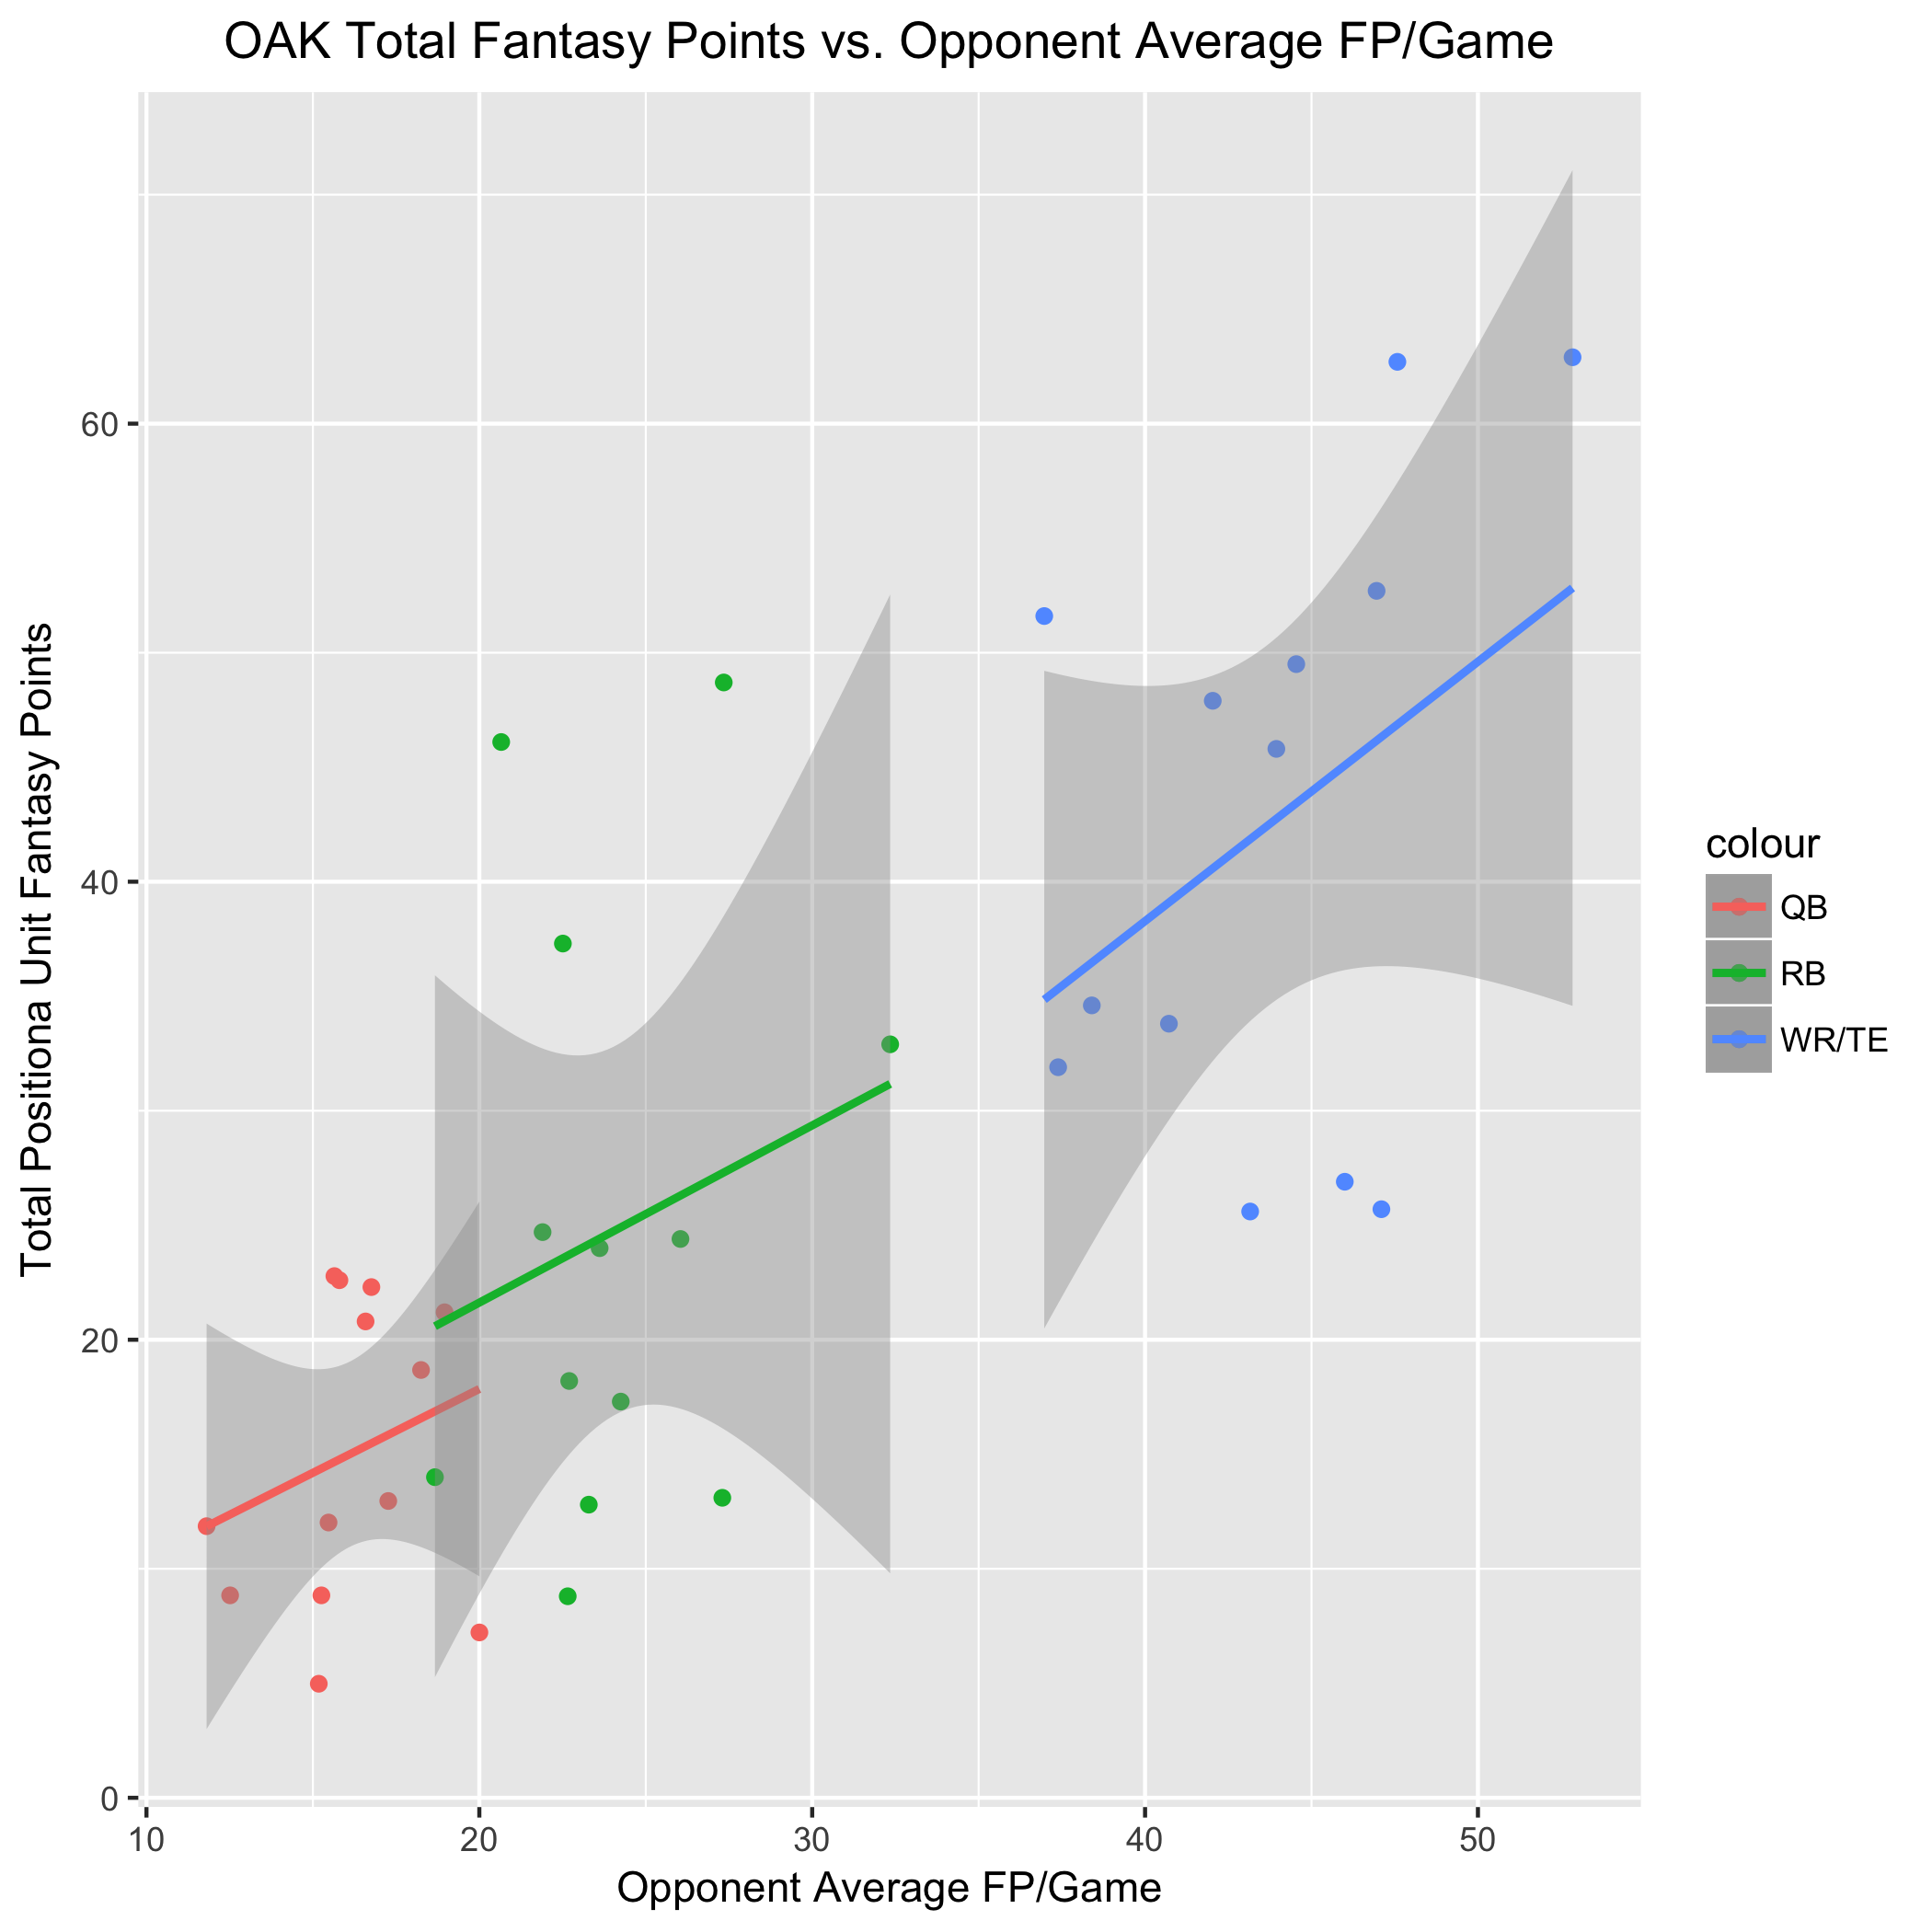 OAK Total Fantasy Points vs. Opponent Average FP/Game
Total Positiona Unit Fantasy Points
60
40
20
0
10 20 30 40 50
Opponent Average FP/Game
colour
QB
RB
WR/TE